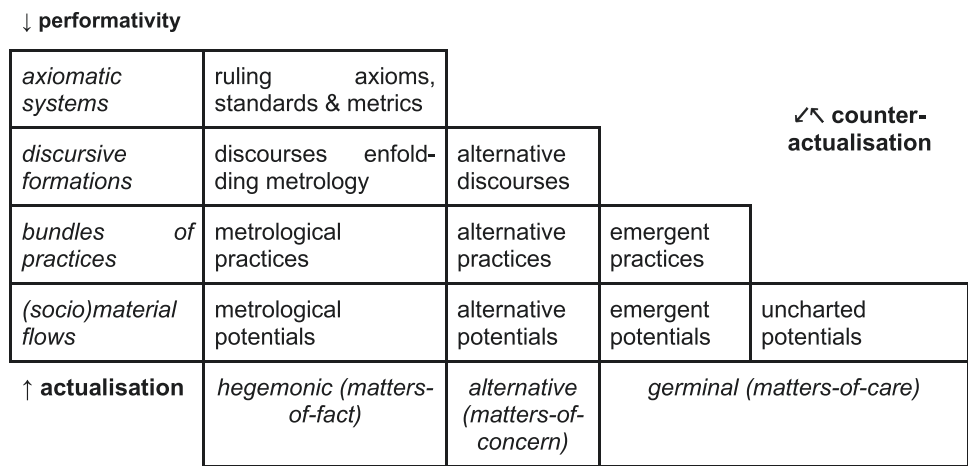 ↓ performativity
axiomatic systems
ruling axioms, standards & metrics
↙↖ counter-
actualisation
discursive formations
discourses enfold-
ding metrology
alternative discourses
bundles of practices
metrological practices
alternative practices
emergent practices
(socio)material flows
metrological potentials
alternative potentials
emergent potentials
uncharted potentials
↑ actualisation
hegemonic (matters-
of-fact)
alternative
(matters-of-
concern)
germinal (matters-of-care)